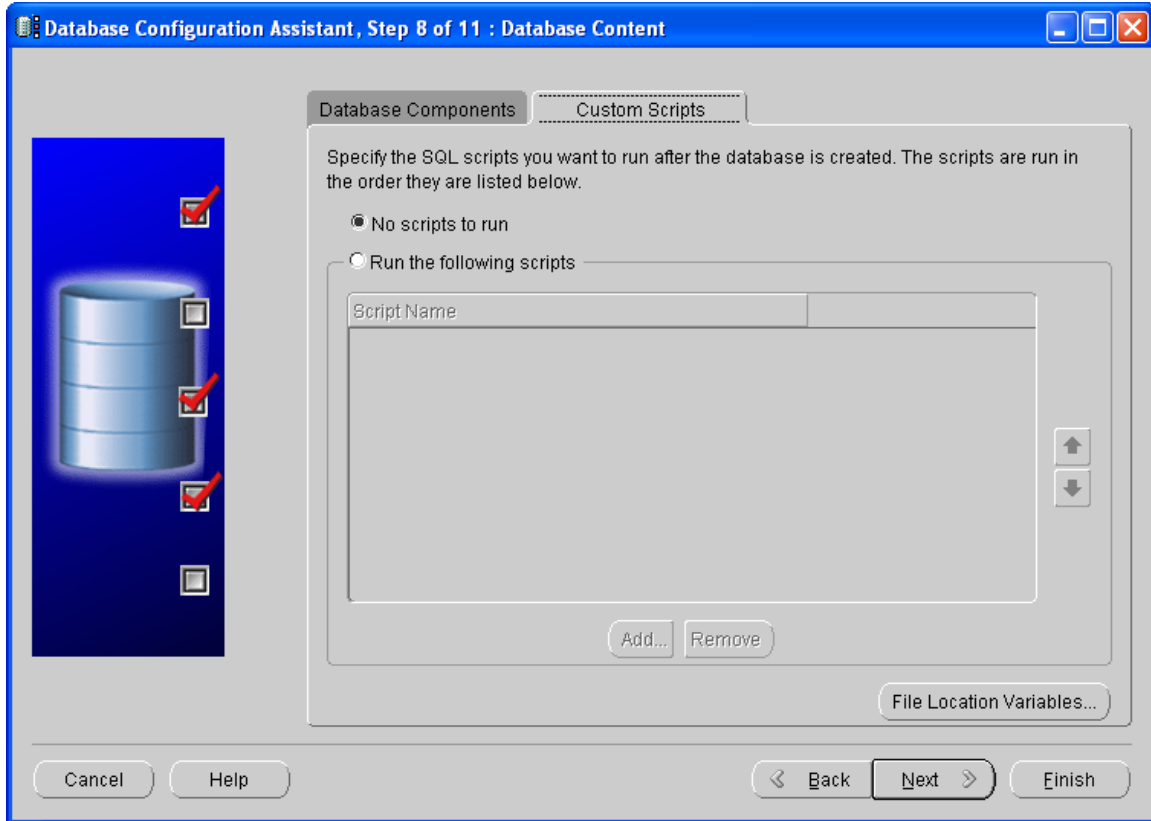 Database Configuration Assistant, Step 8 of 11 : Database Content
Database Components
Custom Scripts
Specify the SQL scripts you want to run after the database is created. The scripts are run in
the order they are listed below.
No scripts to run
Run the following scripts
Script Name
Add...
Remove
File Location Variables...
Cancel
Help
Back
Next
Finish